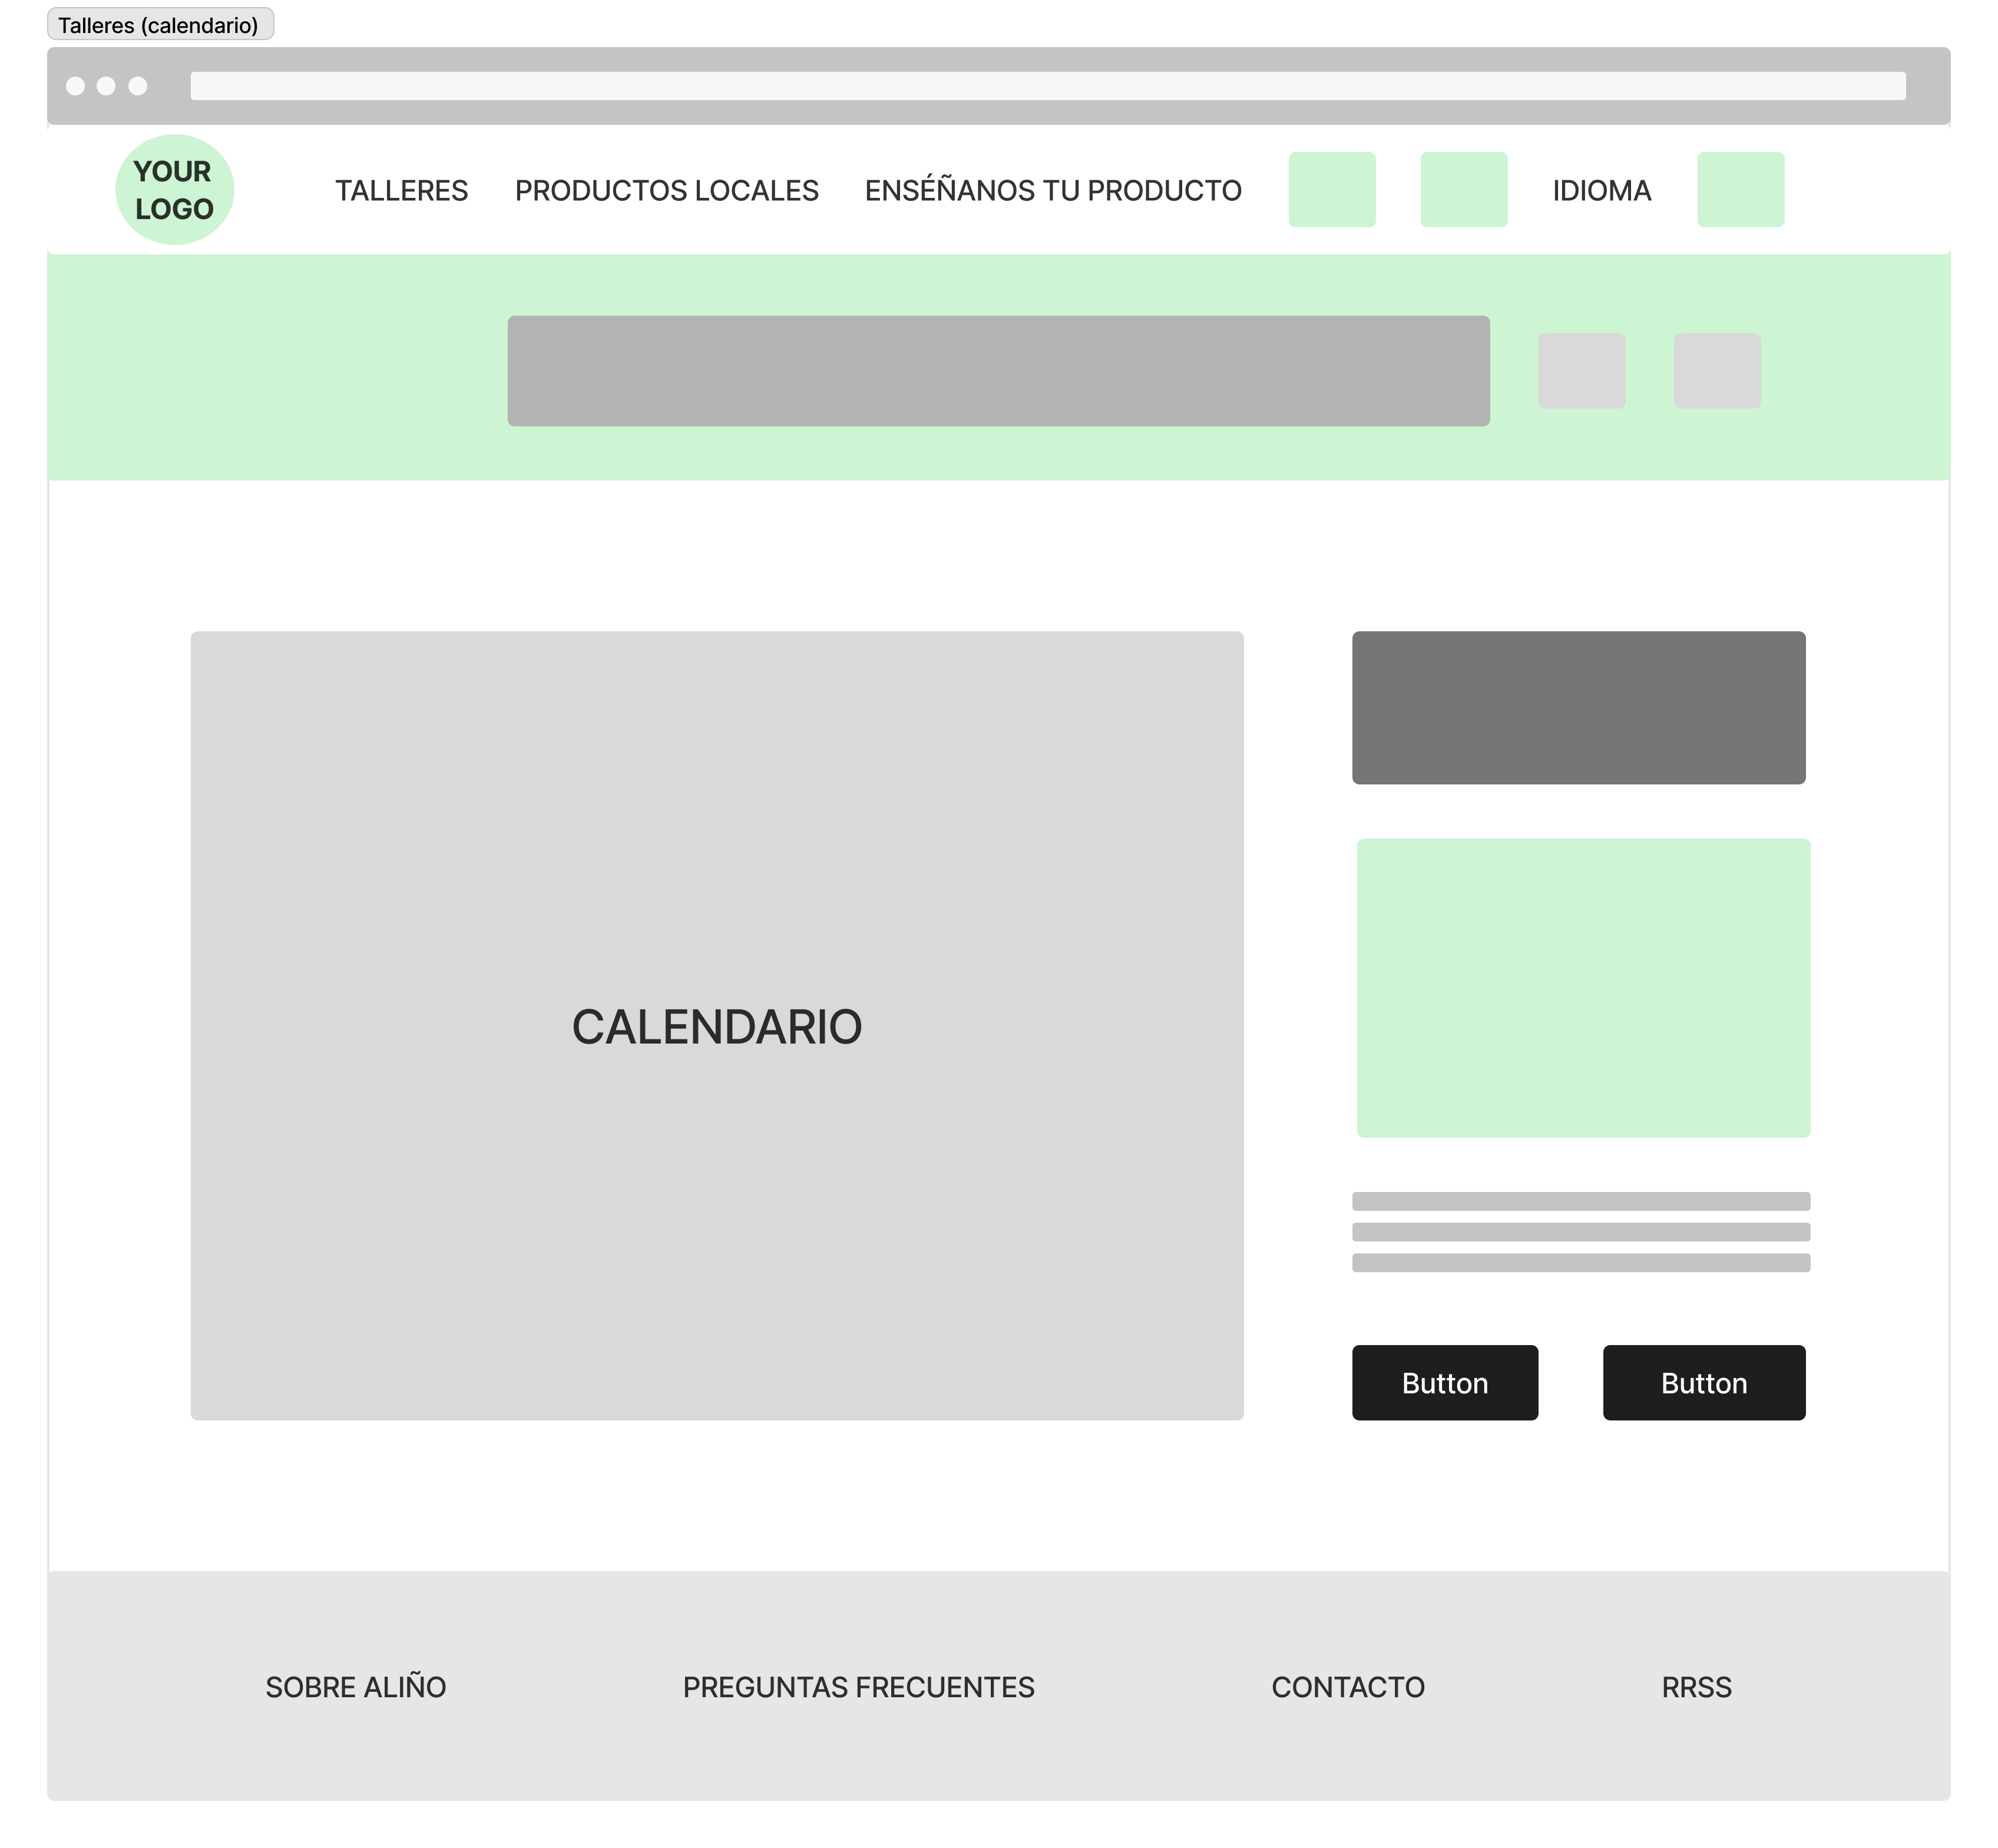 Talleres (calendario)
YOUR
LOGO
TALLERES
PRODUCTOS LOCALES
ENSÉÑANOS TU PRODUCTO
IDIOMA
CALENDARIO
Button
Button
SOBRE ALIÑO
PREGUNTAS FRECUENTES
CONTACTO
RRSS